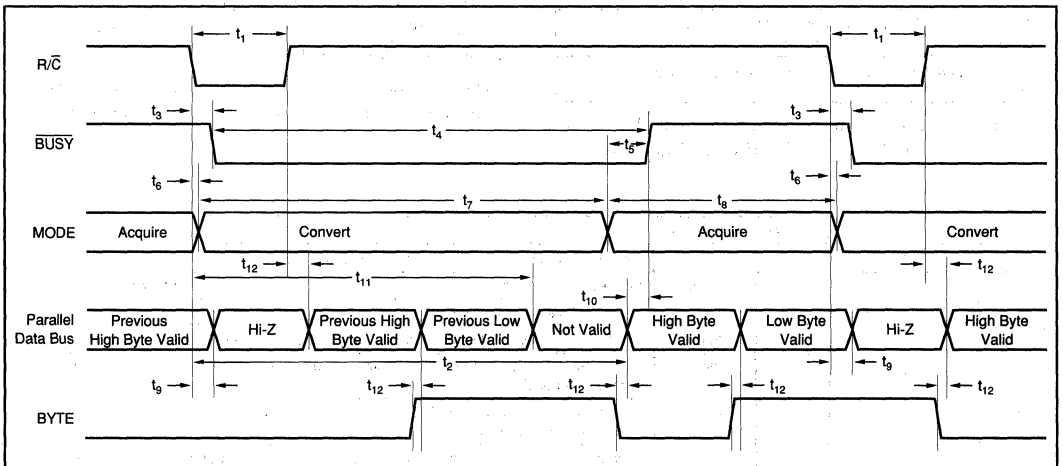 t1 t1
R/C̅
t3 t3
t4
B̅U̅S̅Y̅
t5
t6 t6
t7 t8
MODE Acquire Convert Acquire Convert
t12 t11 t12
t10
Parallel Data Bus
Previous High Byte Valid
Hi-Z
Previous High Byte Valid
Previous Low Byte Valid
Not Valid
High Byte Valid
Low Byte Valid
Hi-Z
High Byte Valid
t2
t9 t12 t12 t12 t9 t12
BYTE